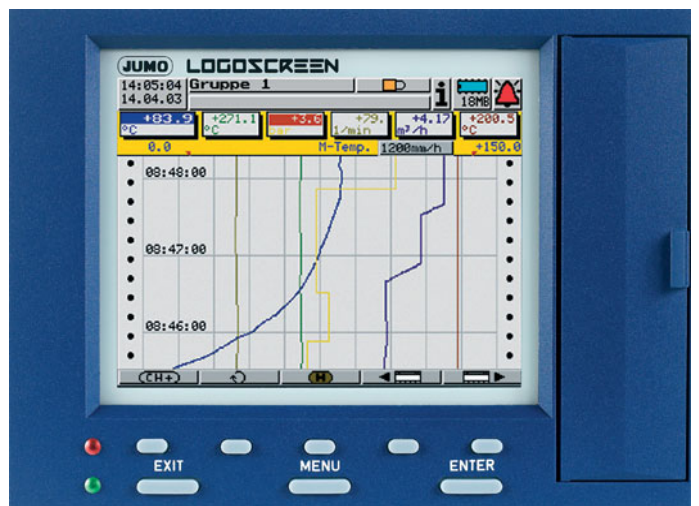 JUMO LOGOSCREEN
14:05:04 Gruppe 1
14.04.03 i 18MB
+83.9 +271.1 +3.6 +79. +4.17 +200.5
°C °C bar 1/min m³/h °C
0.0 M-Temp. 1200mm/h +150.0
08:48:00
08:47:00
08:46:00
(CH+) (H)
EXIT MENU ENTER